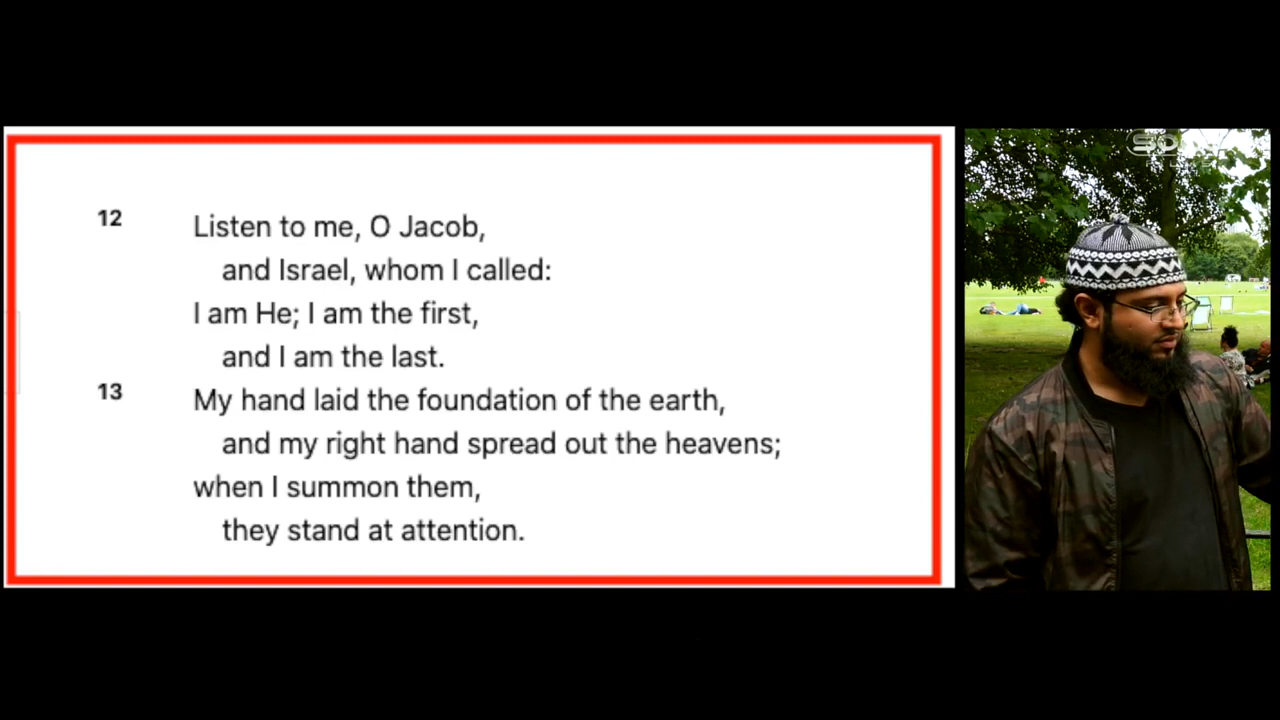 12 Listen to me, O Jacob,
and Israel, whom I called:
I am He; I am the first,
and I am the last.
13 My hand laid the foundation of the earth,
and my right hand spread out the heavens;
when I summon them,
they stand at attention.